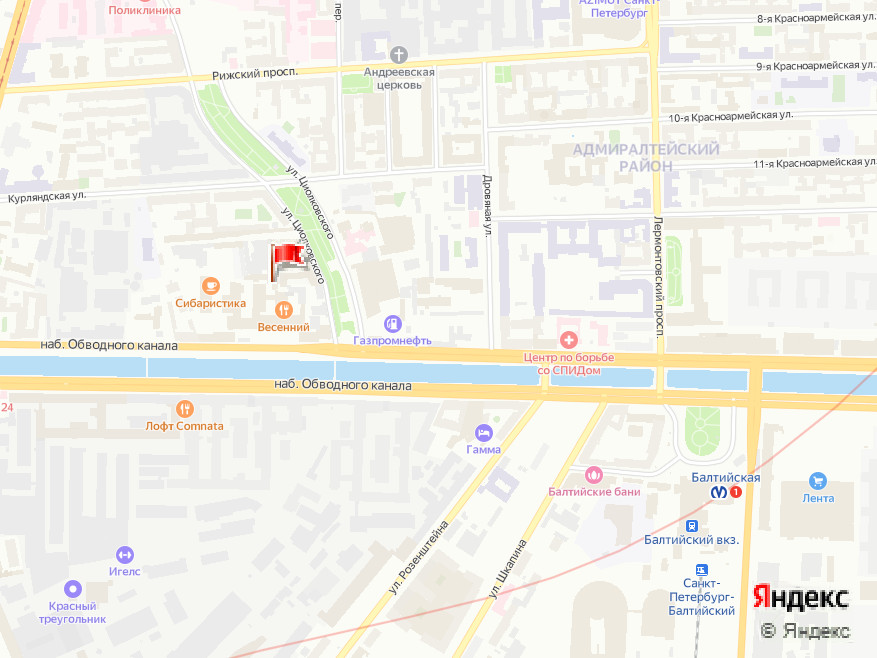 Поликлиника
пер.
AZIMUT Санкт-
Петербург
8-я Красноармейская ул.
Рижский просп.
Андреевская
церковь
9-я Красноармейская ул.
10-я Красноармейская ул.
АДМИРАЛТЕЙСКИЙ
РАЙОН
11-я Красноармейская ул.
Курляндская ул.
ул. Циолковского
ул. Циолковского
Дровяная ул.
Лермонтовский просп.
Сибаристика
Весенний
Газпромнефть
наб. Обводного канала
Центр по борьбе
со СПИДом
наб. Обводного канала
24
Лофт Comnata
Гамма
Балтийская
1
Балтийские бани
Лента
Балтийский вкз.
ул. Розенштейна
ул. Шкапина
Игелс
Красный
треугольник
Санкт-
Петербург-
Балтийский
Яндекс
© Яндекс